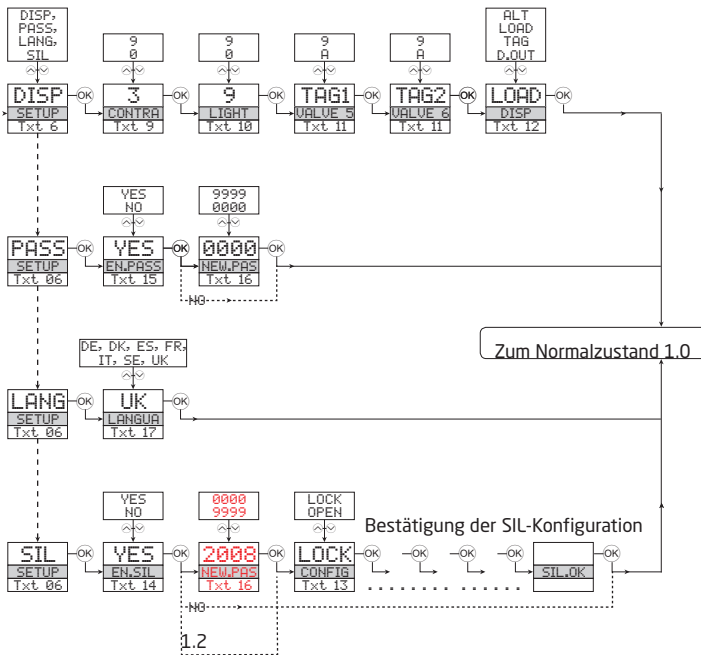 DISP,
PASS,
LANG,
SIL
9
0
9
0
9
A
9
A
ALT
LOAD
TAG
D.OUT
DISP OK 3 OK 9 OK TAG1 OK TAG2 OK LOAD OK
SETUP CONTRA LIGHT VALVE 5 VALVE 6 DISP
Txt 6 Txt 9 Txt 10 Txt 11 Txt 11 Txt 12
YES
NO
9999
0000
PASS OK YES OK 0000 OK
SETUP EN.PASS NEW.PAS
Txt 06 Txt 15 Txt 16
NO
Zum Normalzustand 1.0
DE, DK, ES, FR,
IT, SE, UK
LANG OK UK OK
SETUP LANGUA
Txt 06 Txt 17
YES
NO
0000
9999
LOCK
OPEN
Bestätigung der SIL-Konfiguration
SIL OK YES OK 2008 OK LOCK OK OK OK OK OK
SETUP EN.SIL NEW.PAS CONFIG SIL.OK
Txt 06 Txt 14 Txt 16 Txt 13
NO
1.2